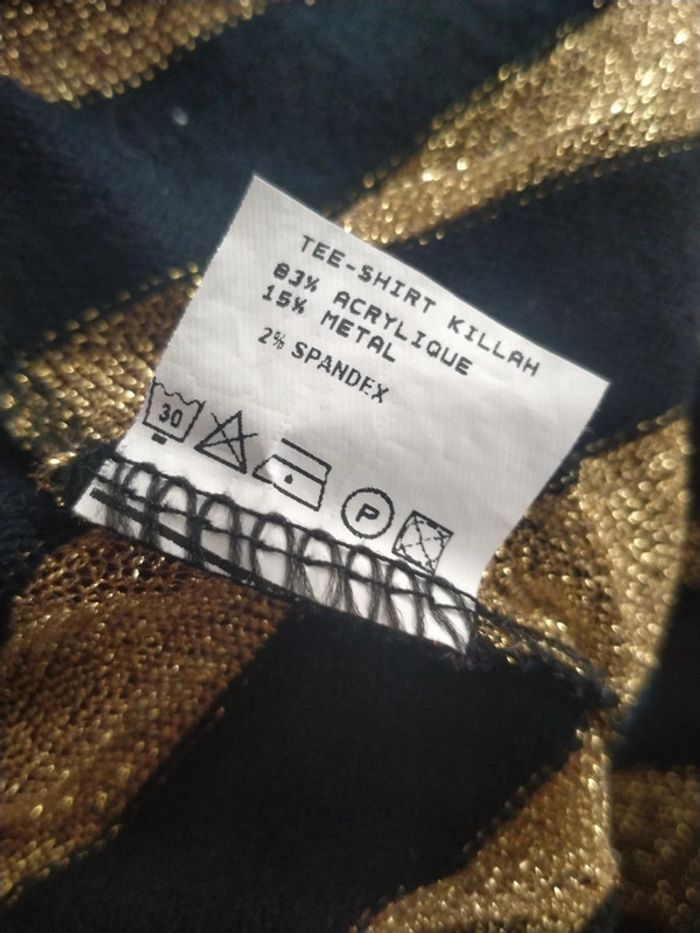 TEE-SHIRT KILLAH
83% ACRYLIQUE
15% METAL
2% SPANDEX
30
P